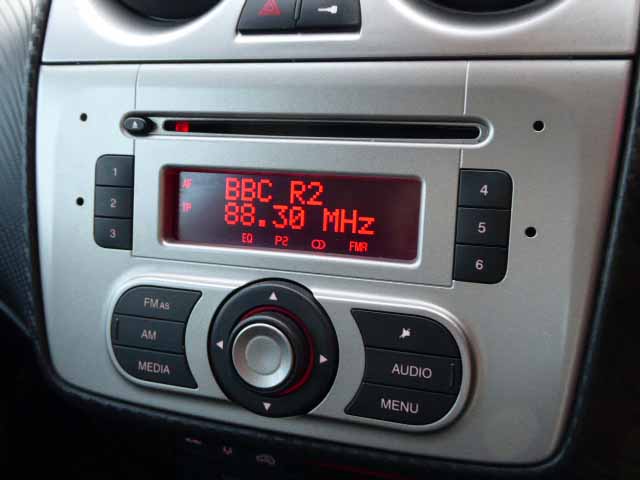 AF BBC R2
TP 88.30 MHz
EQ P2 FMR
1
2
3
4
5
6
FM AS
AM
MEDIA
AUDIO
MENU